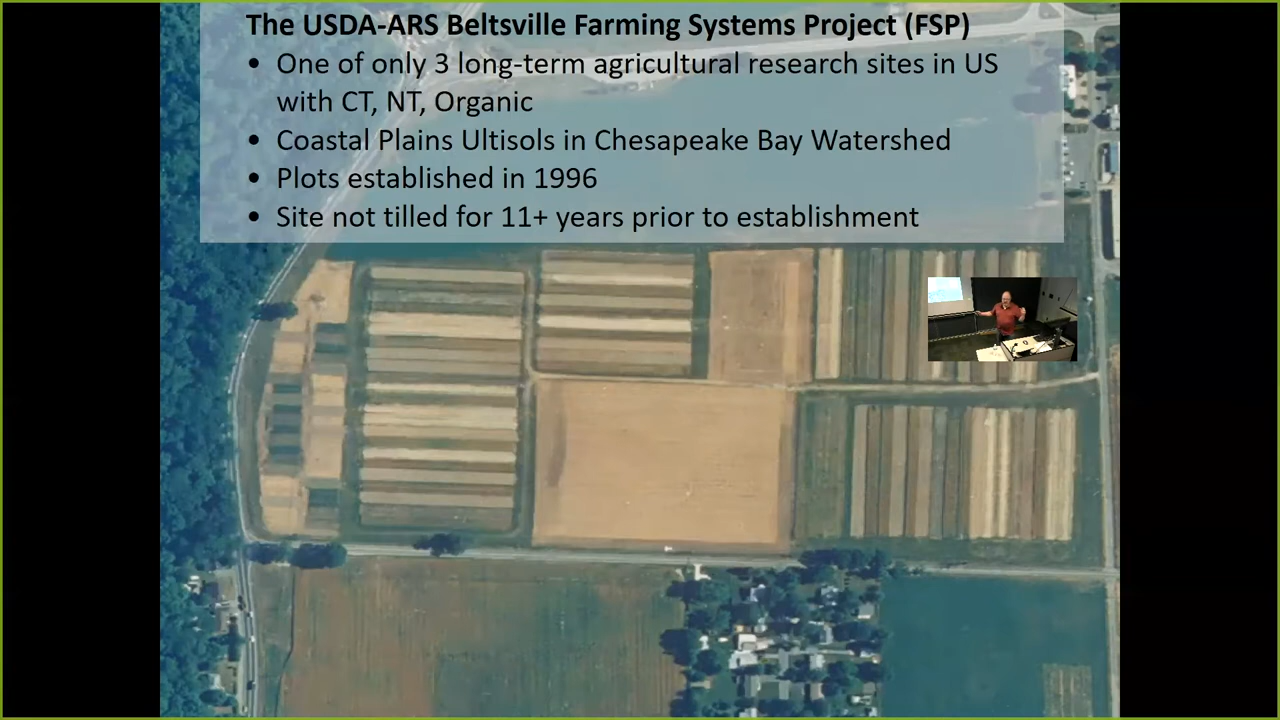 The USDA-ARS Beltsville Farming Systems Project (FSP)
• One of only 3 long-term agricultural research sites in US
with CT, NT, Organic
• Coastal Plains Ultisols in Chesapeake Bay Watershed
• Plots established in 1996
• Site not tilled for 11+ years prior to establishment